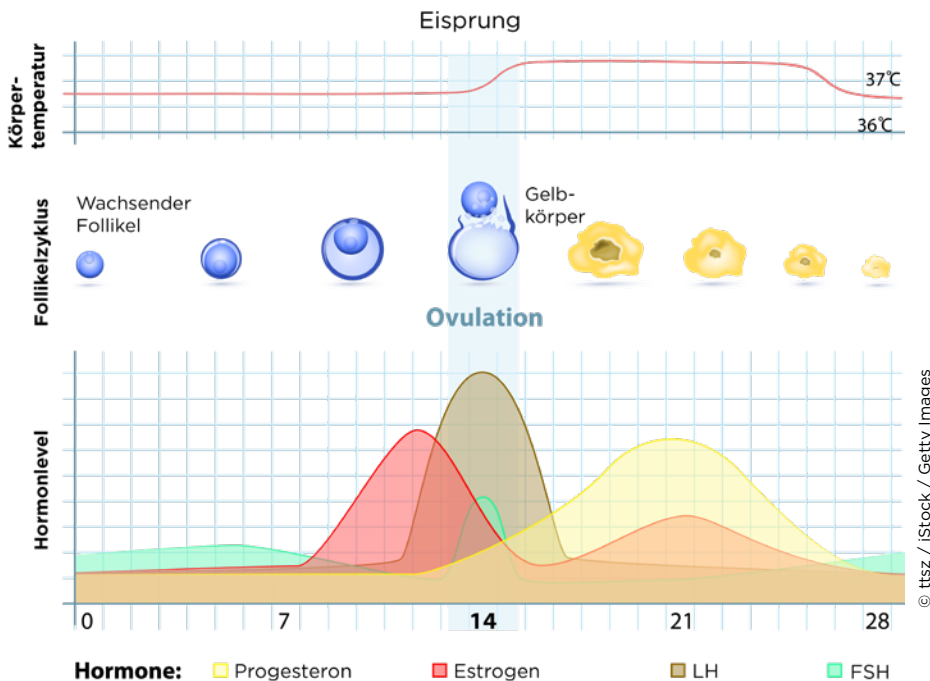 Eisprung
Körper-
temperatur
37°C
36°C
Follikelzyklus
Wachsender
Follikel
Gelb-
körper
Ovulation
Hormonlevel
0 7 14 21 28
Hormone: Progesteron Estrogen LH FSH
© ttsz / iStock / Getty Images